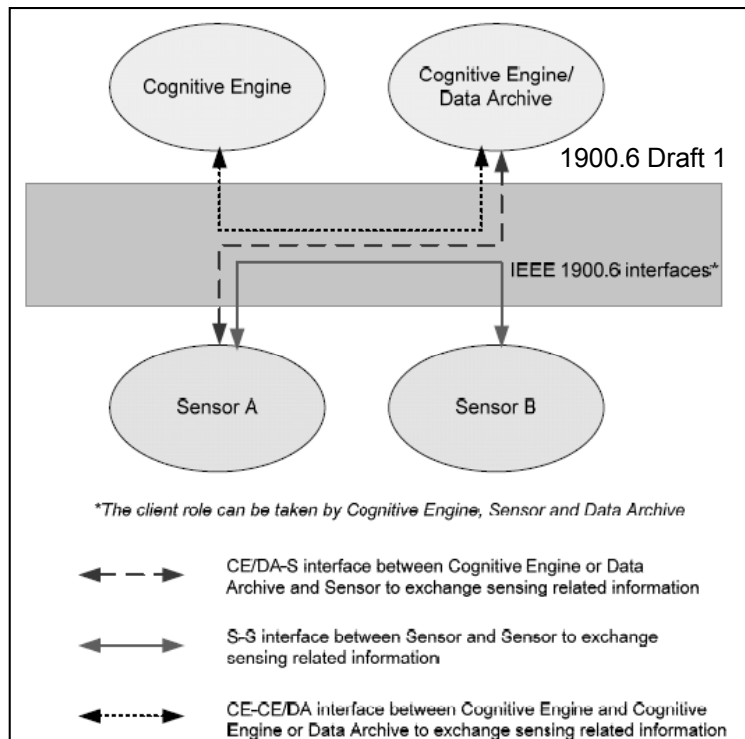 Cognitive Engine
Cognitive Engine/
Data Archive
1900.6 Draft 1
IEEE 1900.6 interfaces*
Sensor A
Sensor B
*The client role can be taken by Cognitive Engine, Sensor and Data Archive
CE/DA-S interface between Cognitive Engine or Data
Archive and Sensor to exchange sensing related information
S-S interface between Sensor and Sensor to exchange
sensing related information
CE-CE/DA interface between Cognitive Engine and Cognitive
Engine or Data Archive to exchange sensing related information